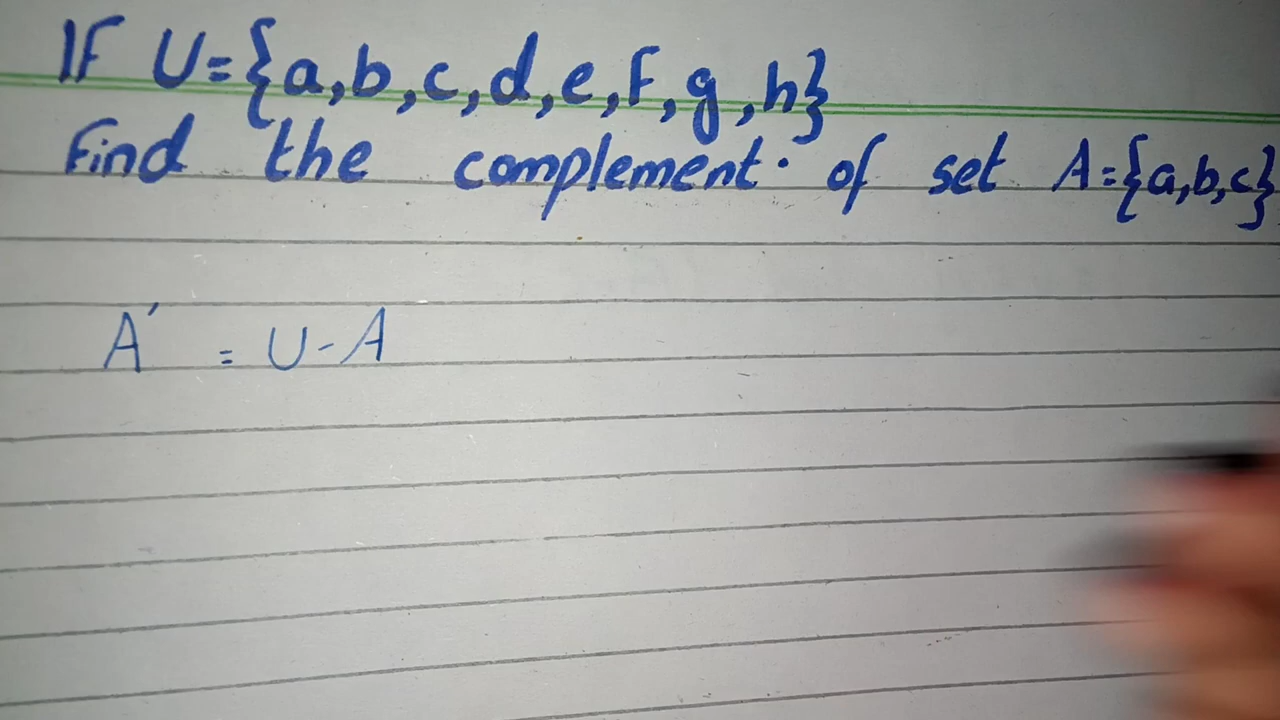 IF U={a,b,c,d,e,f,g,h}
Find the complement of set A={a,b,c}
A' = U-A